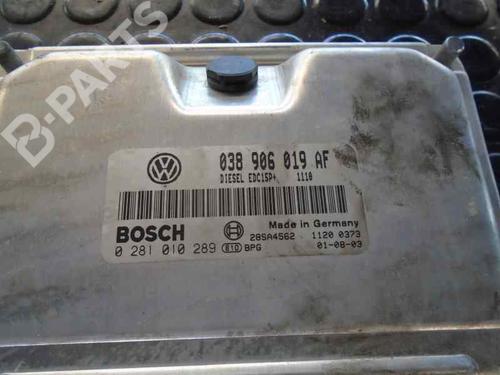 B-PARTS
038 906 019 AF
DIESEL EDC15P+ 1110
BOSCH
Made in Germany
28SA4562 1120 0373
0 281 010 289 E10 BPG 01-08-03